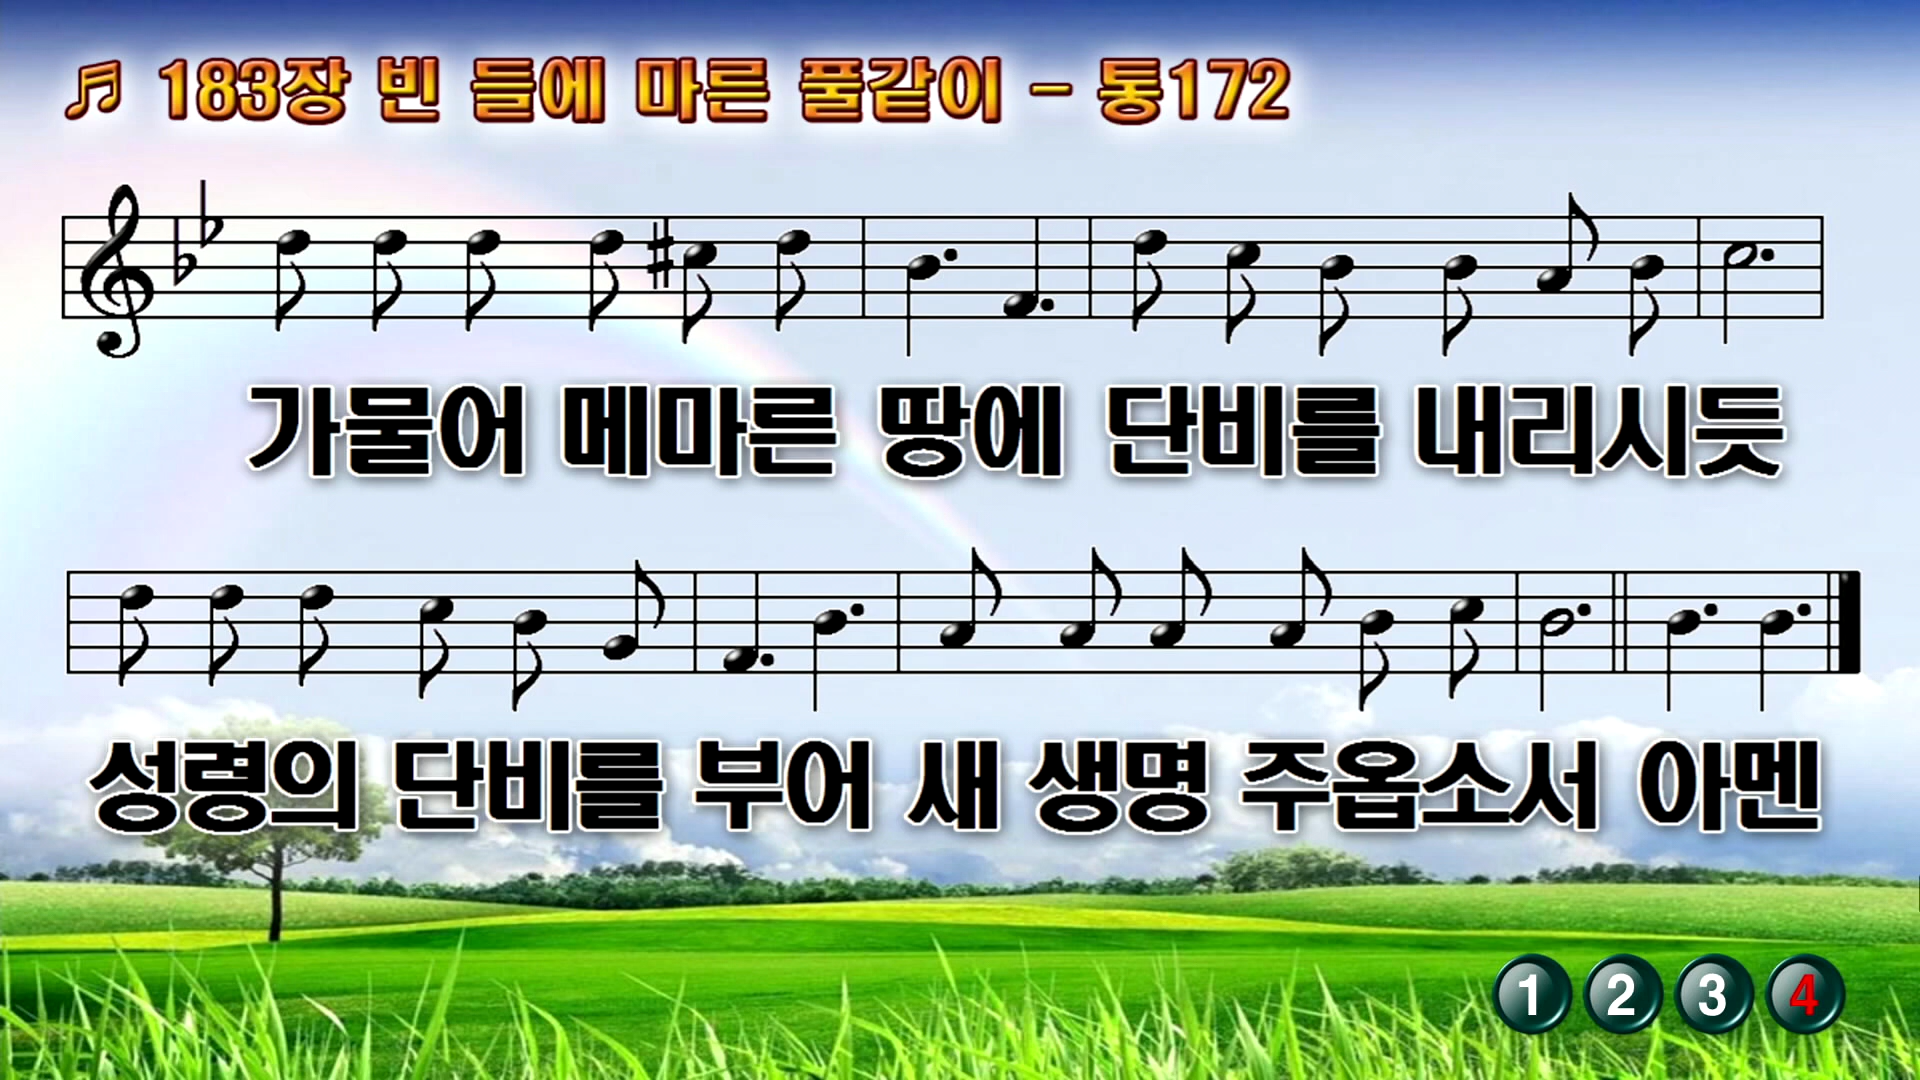 ♬ 183장 빈 들에 마른 풀같이 - 통172
가물어 메마른 땅에 단비를 내리시듯
성령의 단비를 부어 새 생명 주옵소서 아멘
1 2 3 4